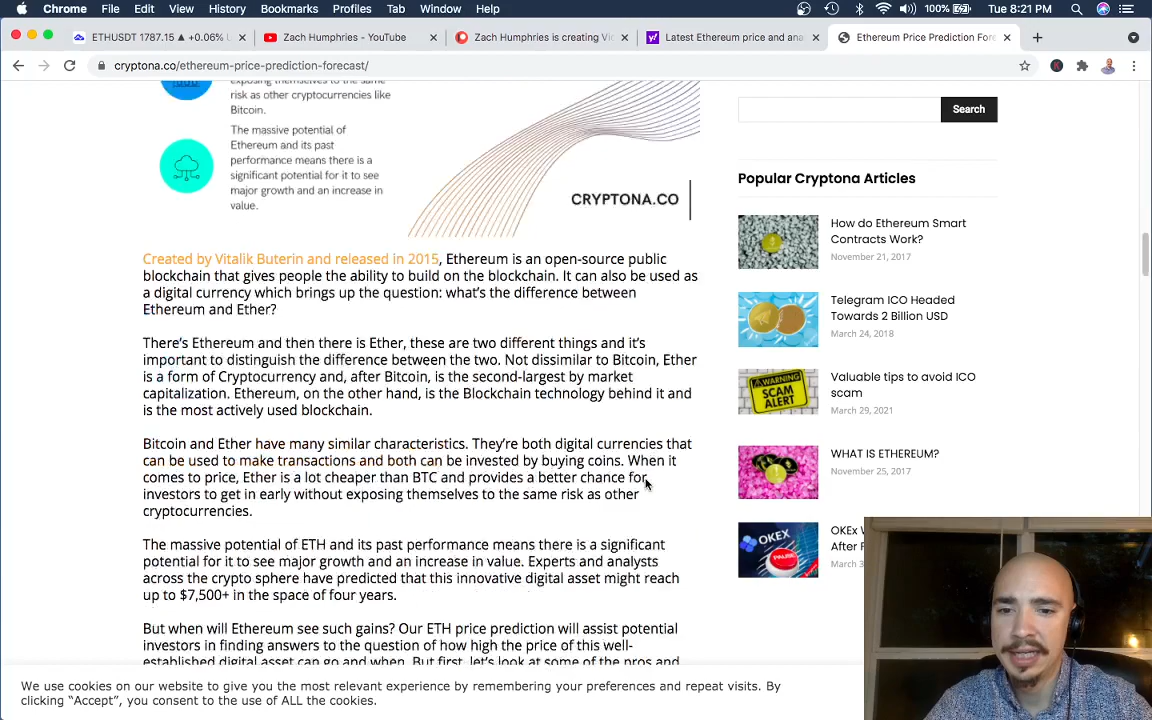 Chrome File Edit View History Bookmarks Profiles Tab Window Help 100% Tue 8:21 PM
ETHUSDT 1787.15 ▲ +0.06% Zach Humphries - YouTube Zach Humphries is creating Latest Ethereum price and Ethereum Price Prediction
cryptona.co/ethereum-price-prediction-forecast/
exposing themselves to the same
risk as other cryptocurrencies like
Bitcoin.
The massive potential of
Ethereum and its past
performance means there is a
significant potential for it to see
major growth and an increase in
value.
CRYPTONA.CO
Created by Vitalik Buterin and released in 2015, Ethereum is an open-source public
blockchain that gives people the ability to build on the blockchain. It can also be used as
a digital currency which brings up the question: what's the difference between
Ethereum and Ether?
There's Ethereum and then there is Ether, these are two different things and it's
important to distinguish the difference between the two. Not dissimilar to Bitcoin, Ether
is a form of Cryptocurrency and, after Bitcoin, is the second-largest by market
capitalization. Ethereum, on the other hand, is the Blockchain technology behind it and
is the most actively used blockchain.
Bitcoin and Ether have many similar characteristics. They're both digital currencies that
can be used to make transactions and both can be invested by buying coins. When it
comes to price, Ether is a lot cheaper than BTC and provides a better chance for
investors to get in early without exposing themselves to the same risk as other
cryptocurrencies.
The massive potential of ETH and its past performance means there is a significant
potential for it to see major growth and an increase in value. Experts and analysts
across the crypto sphere have predicted that this innovative digital asset might reach
up to $7,500+ in the space of four years.
But when will Ethereum see such gains? Our ETH price prediction will assist potential
investors in finding answers to the question of how high the price of this well-
established digital asset can go and when. But first, let's look at some of the pros and
Search
Popular Cryptona Articles
How do Ethereum Smart
Contracts Work?
November 21, 2017
Telegram ICO Headed
Towards 2 Billion USD
March 24, 2018
WARNING
SCAM
ALERT
Valuable tips to avoid ICO
scam
March 29, 2021
WHAT IS ETHEREUM?
November 25, 2017
OKEX
OKEx
After
March
We use cookies on our website to give you the most relevant experience by remembering your preferences and repeat visits. By
clicking “Accept”, you consent to the use of ALL the cookies.